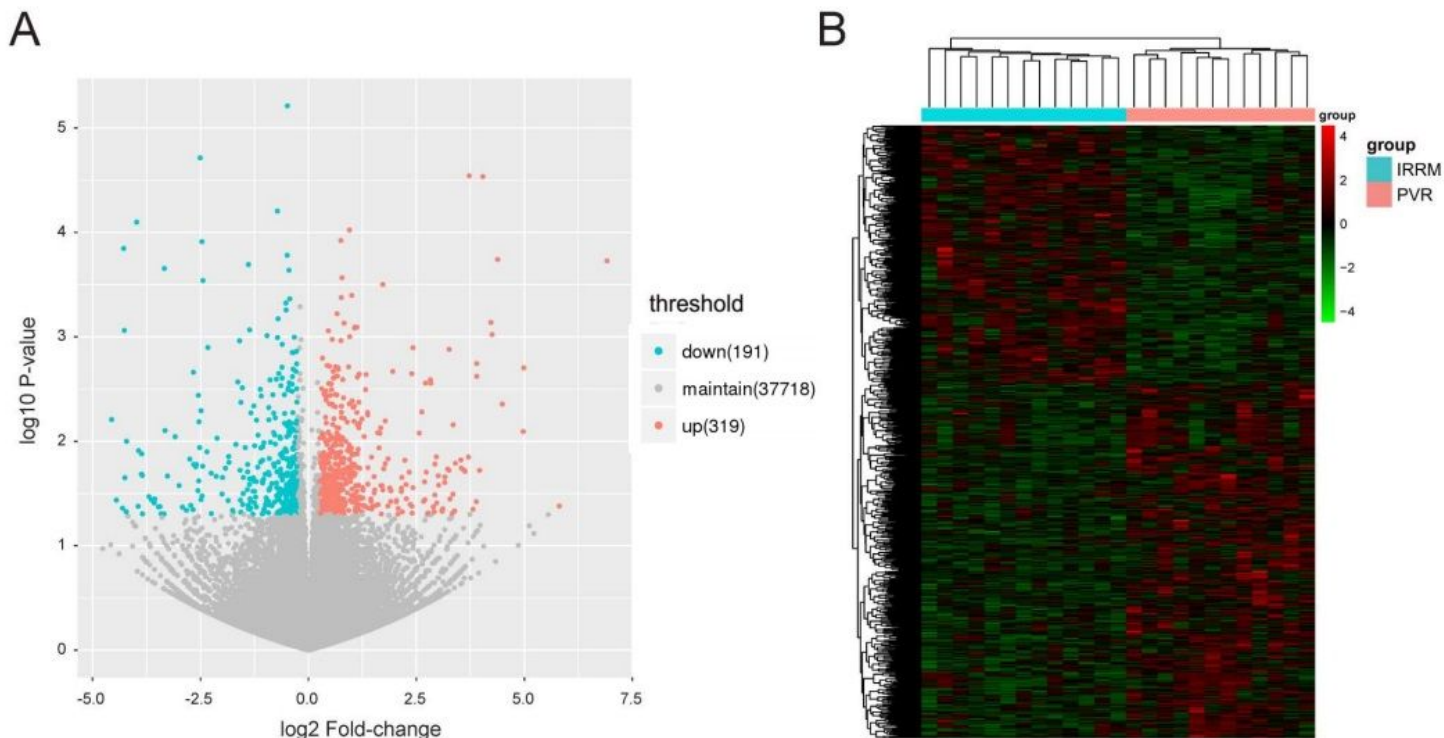 A
log10 P-value
5
4
3
2
1
0
-5.0
-2.5
0.0
2.5
5.0
7.5
log2 Fold-change
threshold
down(191)
maintain(37718)
up(319)
B
group
4
2
0
−2
−4
group
IRRM
PVR